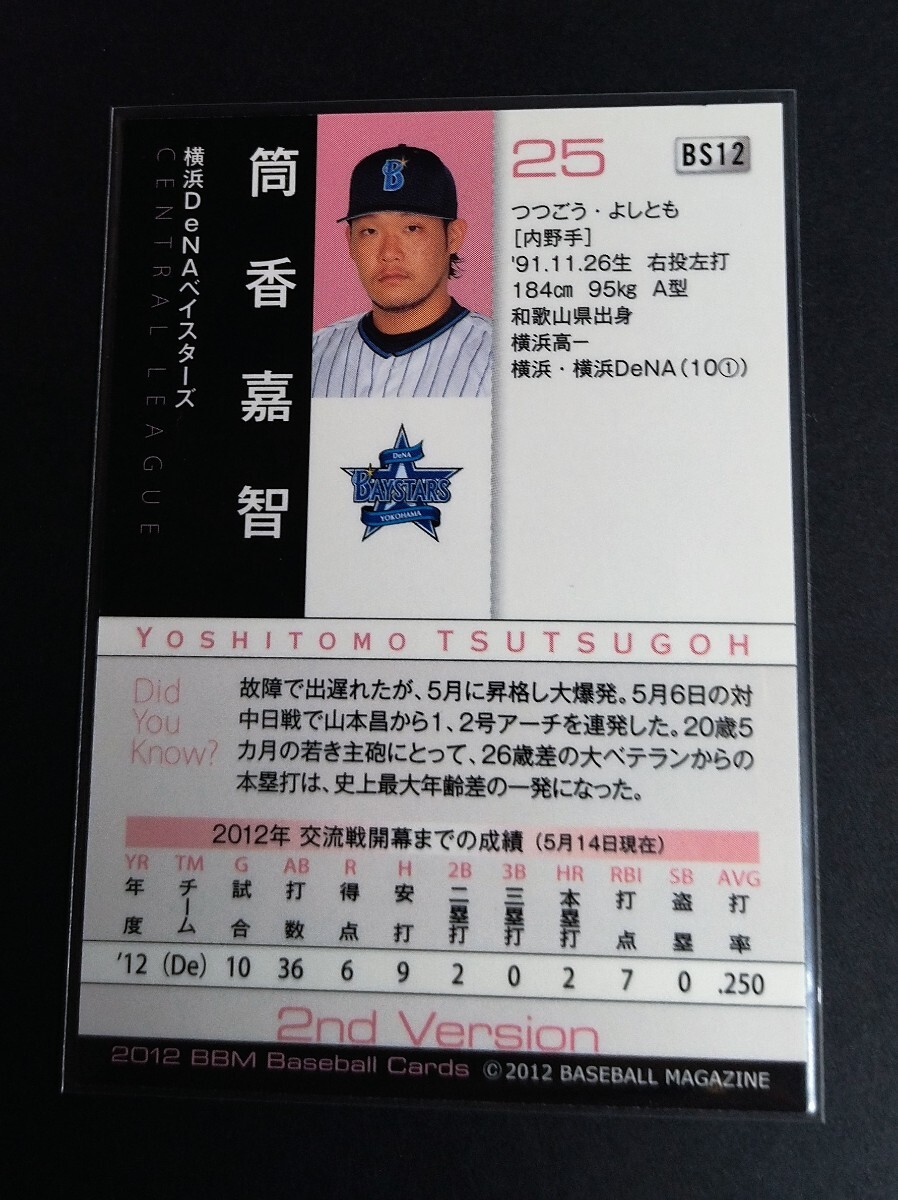 横浜DeNAベイスターズ
CENTRAL LEAGUE
筒香嘉智
B
DeNA
BAYSTARS
YOKOHAMA
25
BS12
つつごう・よしとも
[内野手]
'91.11.26生 右投左打
184㎝ 95㎏ A型
和歌山県出身
横浜高ー
横浜・横浜DeNA(10①)
YOSHITOMO TSUTSUGOH
Did
You
Know?
故障で出遅れたが、5月に昇格し大爆発。5月6日の対
中日戦で山本昌から1、2号アーチを連発した。20歳5
カ月の若き主砲にとって、26歳差の大ベテランからの
本塁打は、史上最大年齢差の一発になった。
2012年 交流戦開幕までの成績(5月14日現在)
YR TM G AB R H 2B 3B HR RBI SB AVG
年度 チーム 試合 打数 得点 安打 二塁打 三塁打 本塁打 打点 盗塁 打率
'12 (De) 10 36 6 9 2 0 2 7 0 .250
2nd Version
2012 BBM Baseball Cards ©2012 BASEBALL MAGAZINE